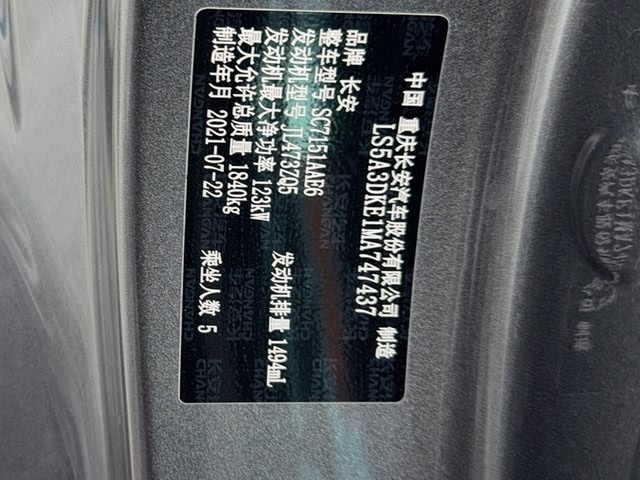 中国 重庆长安汽车股份有限公司 制造
LS5A3DKE1MA747437
品牌 长安
整车型号 SC7151AAE6
发动机型号 JL473ZQ5 发动机排量 1494mL
发动机最大净功率 123kW
最大允许总质量 1840kg
制造年月 2021-07-22 乘坐人数 5